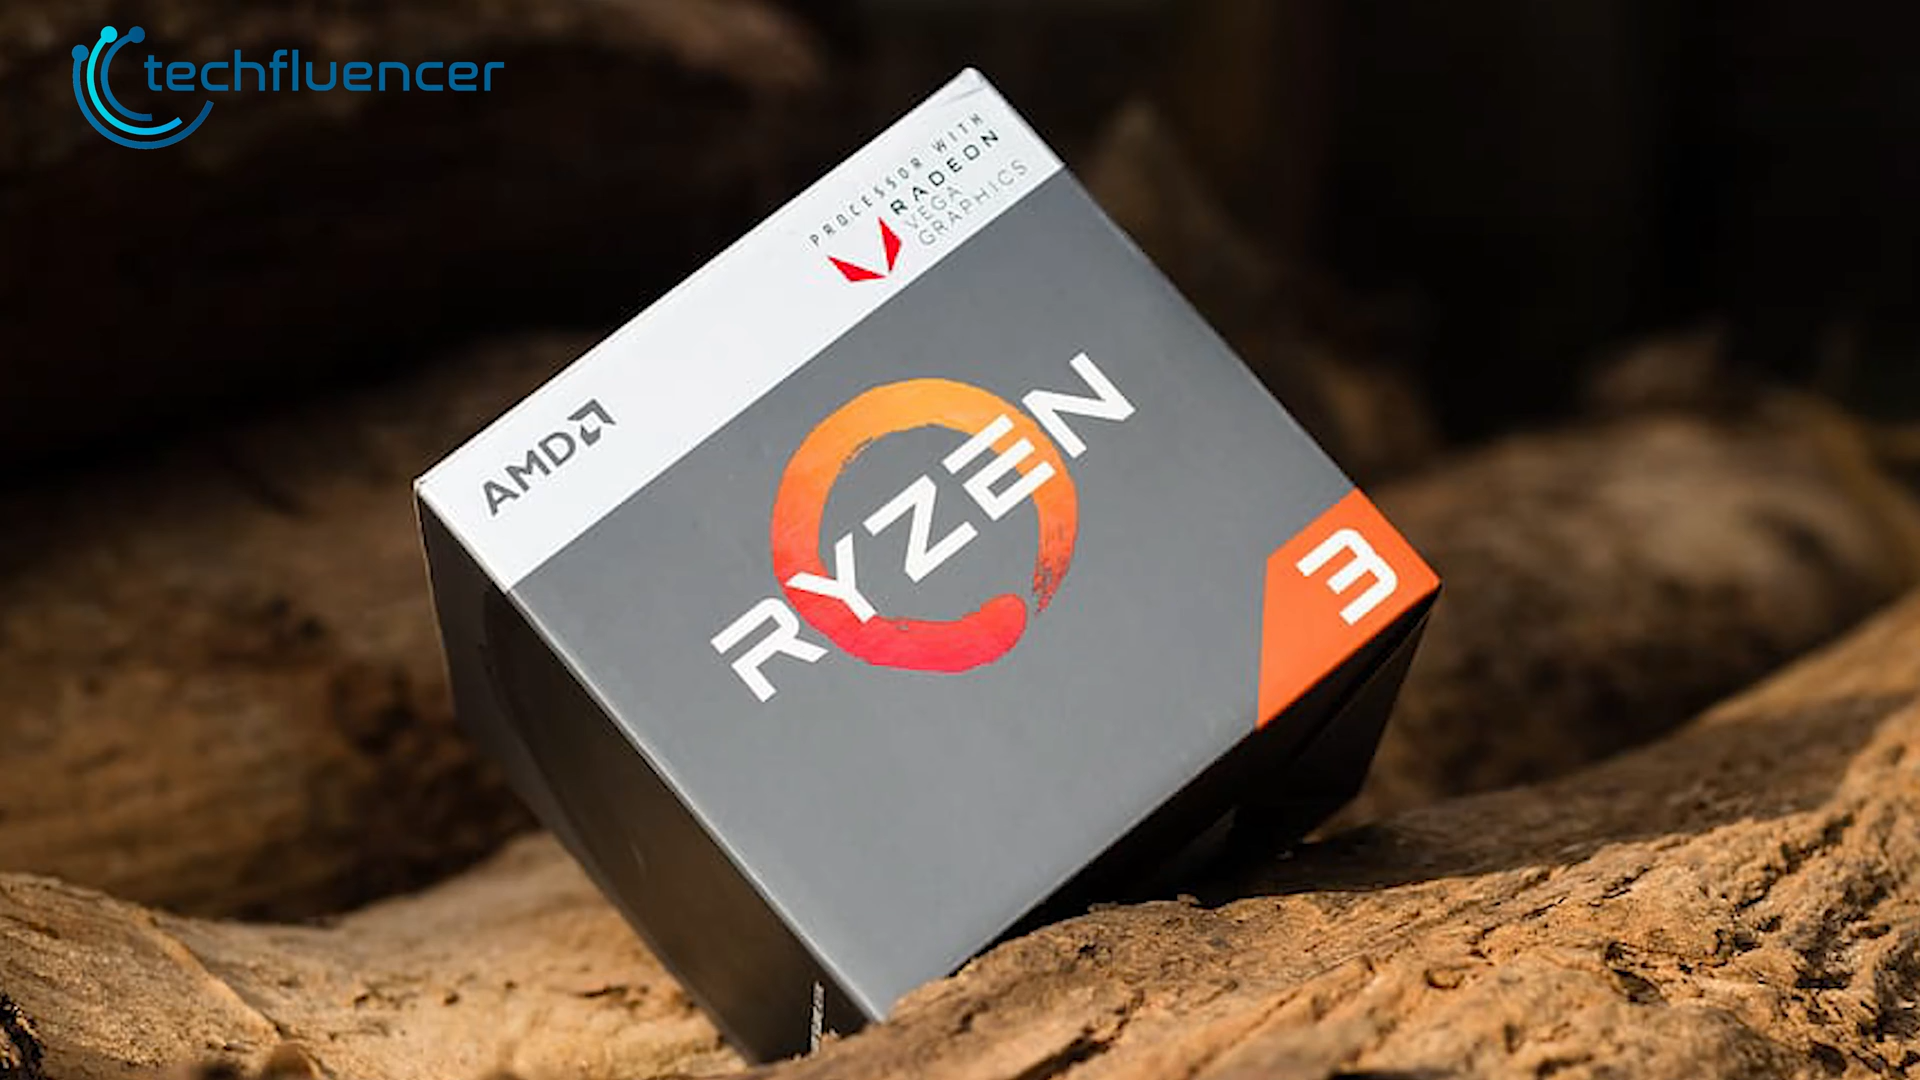 techfluencer
PROCESSOR WITH
RADEON
VEGA
GRAPHICS
AMD
RYZEN
3